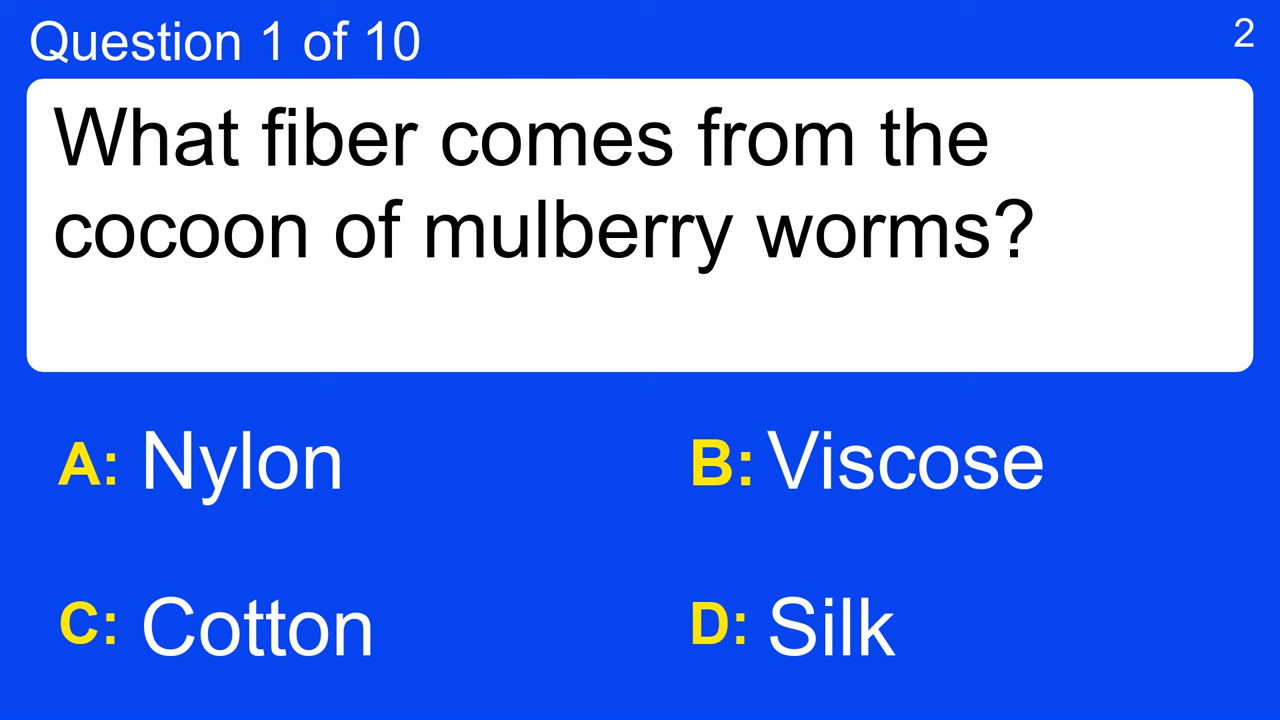 Question 1 of 10
2
What fiber comes from the
cocoon of mulberry worms?
A: Nylon
B: Viscose
C: Cotton
D: Silk